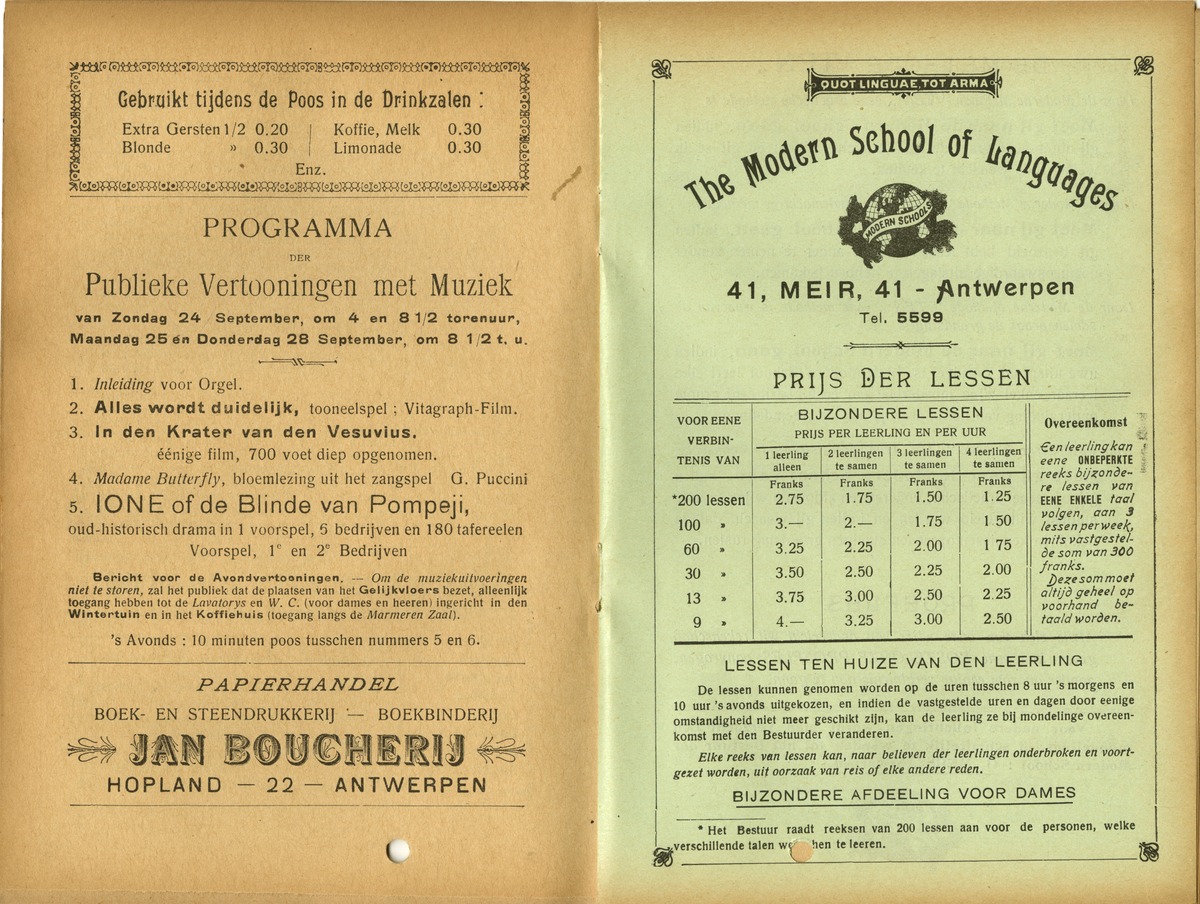 Gebruikt tijdens de Poos in de Drinkzalen :
Extra Gersten 1/2 0.20 | Koffie, Melk 0.30
Blonde » 0.30 | Limonade 0.30
Enz.
PROGRAMMA
DER
Publieke Vertooningen met Muziek
van Zondag 24 September, om 4 en 8 1/2 torenuur,
Maandag 25 én Donderdag 28 September, om 8 1/2 t. u.
1. Inleiding voor Orgel.
2. Alles wordt duidelijk, tooneelspel ; Vitagraph-Film.
3. In den Krater van den Vesuvius.
éénige film, 700 voet diep opgenomen.
4. Madame Butterfly, bloemlezing uit het zangspel G. Puccini
5. IONE of de Blinde van Pompeji,
oud-historisch drama in 1 voorspel, 6 bedrijven en 180 tafereelen
Voorspel, 1e en 2e Bedrijven
Bericht voor de Avondvertooningen. — Om de muziekuitvoeringen
niet te storen, zal het publiek dat de plaatsen van het Gelijkvloers bezet, alleenlijk
toegang hebben tot de Lavatorys en W. C. (voor dames en heeren) ingericht in den
Wintertuin en in het Koffiehuis (toegang langs de Marmeren Zaal).
's Avonds : 10 minuten poos tusschen nummers 5 en 6.
PAPIERHANDEL
BOEK- EN STEENDRUKKERIJ — BOEKBINDERIJ
JAN BOUCHERIJ
HOPLAND — 22 — ANTWERPEN
QUOT LINGUAE, TOT ARMA
The Modern School of Languages
MODERN SCHOOLS
41, MEIR, 41 - Antwerpen
Tel. 5599
PRIJS DER LESSEN
VOOR EENE VERBIN- TENIS VAN
BIJZONDERE LESSEN
PRIJS PER LEERLING EN PER UUR
1 leerling alleen | 2 leerlingen te samen | 3 leerlingen te samen | 4 leerlingen te samen
Franks Franks Franks Franks
*200 lessen 2.75 1.75 1.50 1.25
100 » 3.— 2.— 1.75 1 50
60 » 3.25 2.25 2.00 1 75
30 » 3.50 2.50 2.25 2.00
13 » 3.75 3.00 2.50 2.25
9 » 4.— 3.25 3.00 2.50
Overeenkomst
Een leerling kan
eene ONBEPERKTE
reeks bijzonde-
re lessen van
EENE ENKELE taal
volgen, aan 3
lessen per week,
mits vastgestel-
de som van 300
franks.
Deze som moet
altijd geheel op
voorhand be-
taald worden.
LESSEN TEN HUIZE VAN DEN LEERLING
De lessen kunnen genomen worden op de uren tusschen 8 uur 's morgens en
10 uur 's avonds uitgekozen, en indien de vastgestelde uren en dagen door eenige
omstandigheid niet meer geschikt zijn, kan de leerling ze bij mondelinge overeen-
komst met den Bestuurder veranderen.
Elke reeks van lessen kan, naar believen der leerlingen onderbroken en voort-
gezet worden, uit oorzaak van reis of elke andere reden.
BIJZONDERE AFDEELING VOOR DAMES
* Het Bestuur raadt reeksen van 200 lessen aan voor de personen, welke
verschillende talen w hen te leeren.